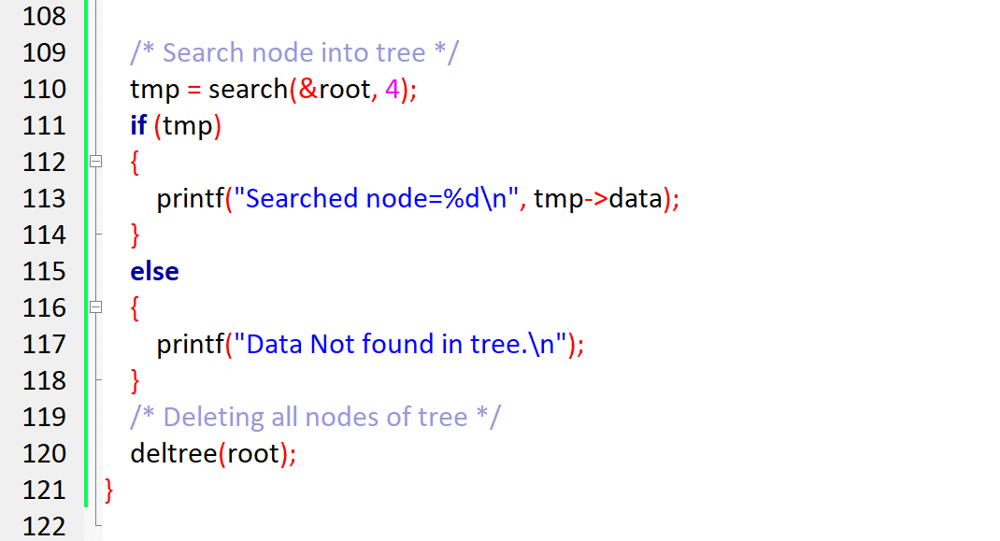 108
109 /* Search node into tree */
110 tmp = search(&root, 4);
111 if (tmp)
112 {
113 printf("Searched node=%d\n", tmp->data);
114 }
115 else
116 {
117 printf("Data Not found in tree.\n");
118 }
119 /* Deleting all nodes of tree */
120 deltree(root);
121 }
122